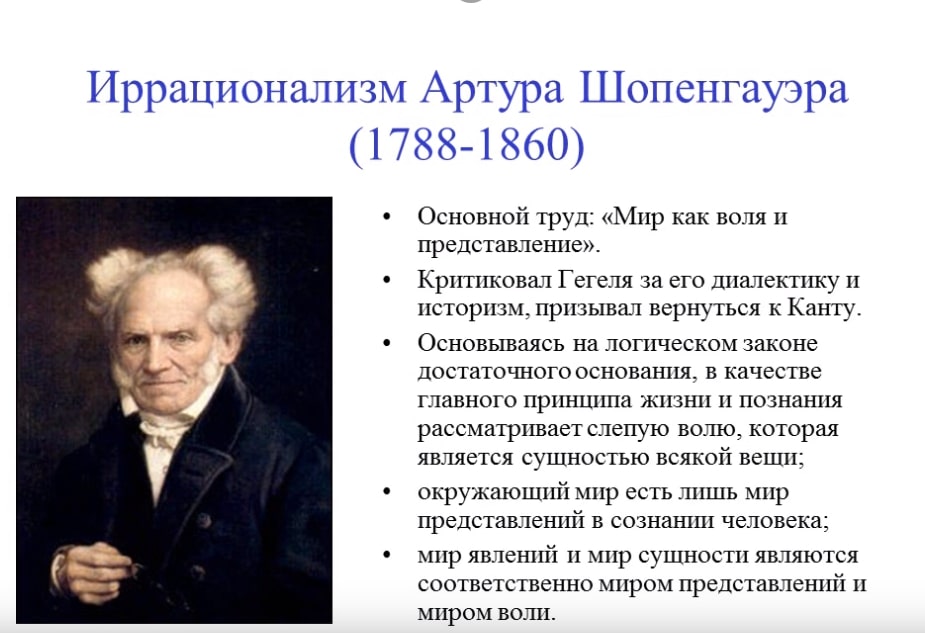 Иррационализм Артура Шопенгауэра
(1788-1860)
• Основной труд: «Мир как воля и
представление».
• Критиковал Гегеля за его диалектику и
историзм, призывал вернуться к Канту.
• Основываясь на логическом законе
достаточного основания, в качестве
главного принципа жизни и познания
рассматривает слепую волю, которая
является сущностью всякой вещи;
• окружающий мир есть лишь мир
представлений в сознании человека;
• мир явлений и мир сущности являются
соответственно миром представлений и
миром воли.